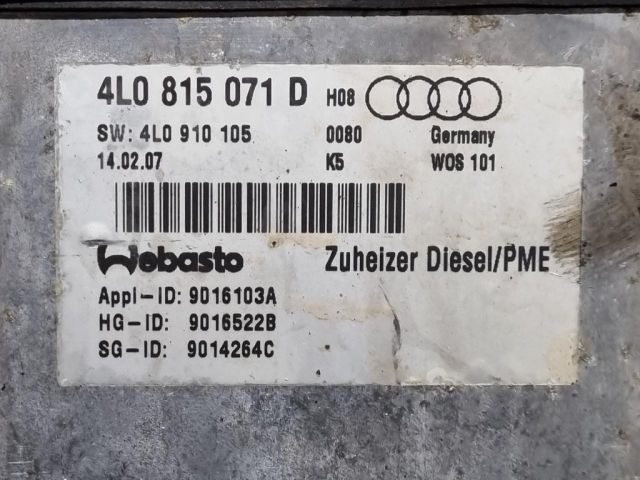 4L0 815 071 D H08
SW: 4L0 910 105 0080 Germany
14.02.07 K5 WOS 101
Webasto Zuheizer Diesel/PME
Appl-ID: 9016103A
HG-ID: 9016522B
SG-ID: 9014264C